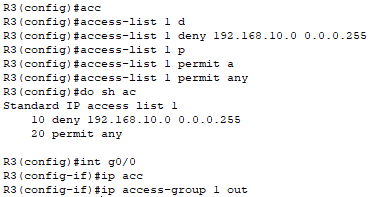 R3(config)#acc
R3(config)#access-list 1 d
R3(config)#access-list 1 deny 192.168.10.0 0.0.0.255
R3(config)#access-list 1 p
R3(config)#access-list 1 permit a
R3(config)#access-list 1 permit any
R3(config)#do sh ac
Standard IP access list 1
    10 deny 192.168.10.0 0.0.0.255
    20 permit any

R3(config)#int g0/0
R3(config-if)#ip acc
R3(config-if)#ip access-group 1 out